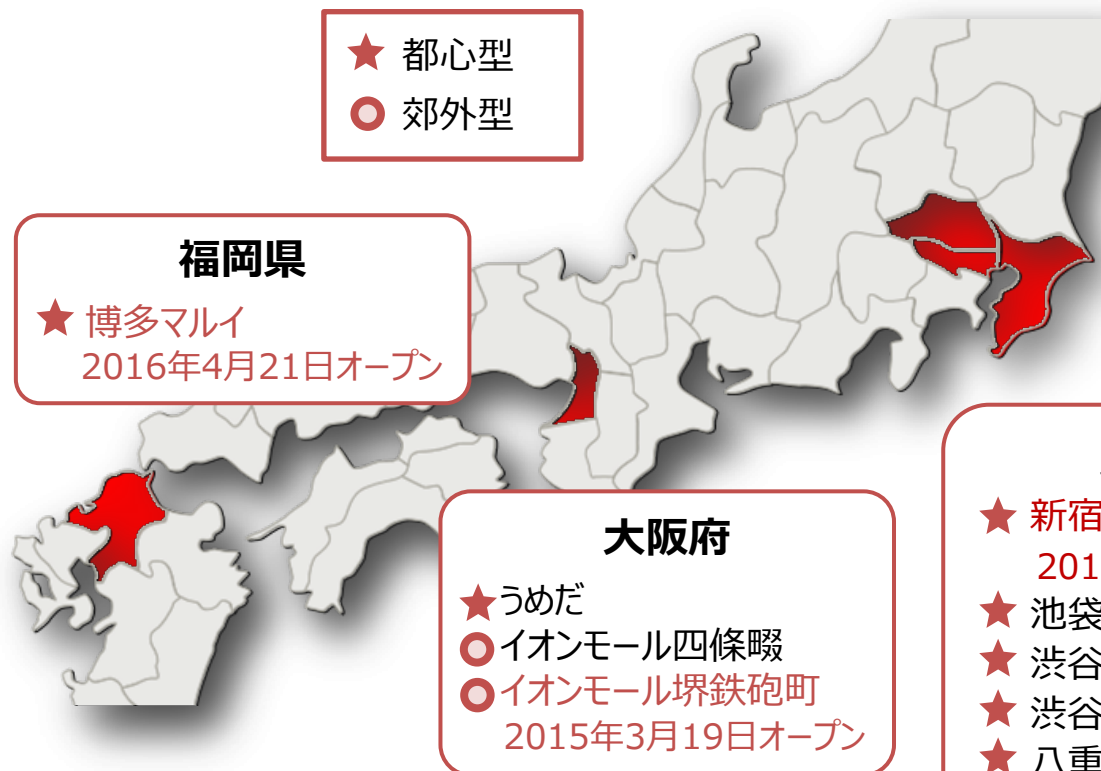 ★ 都心型
郊外型
福岡県
★ 博多マルイ
2016年4月21日オープン
大阪府
★うめだ
イオンモール四條畷
イオンモール堺鉄砲町
2015年3月19日オープン
★ 新宿
201
★ 池袋
★ 渋谷
★ 渋谷
★ 八重